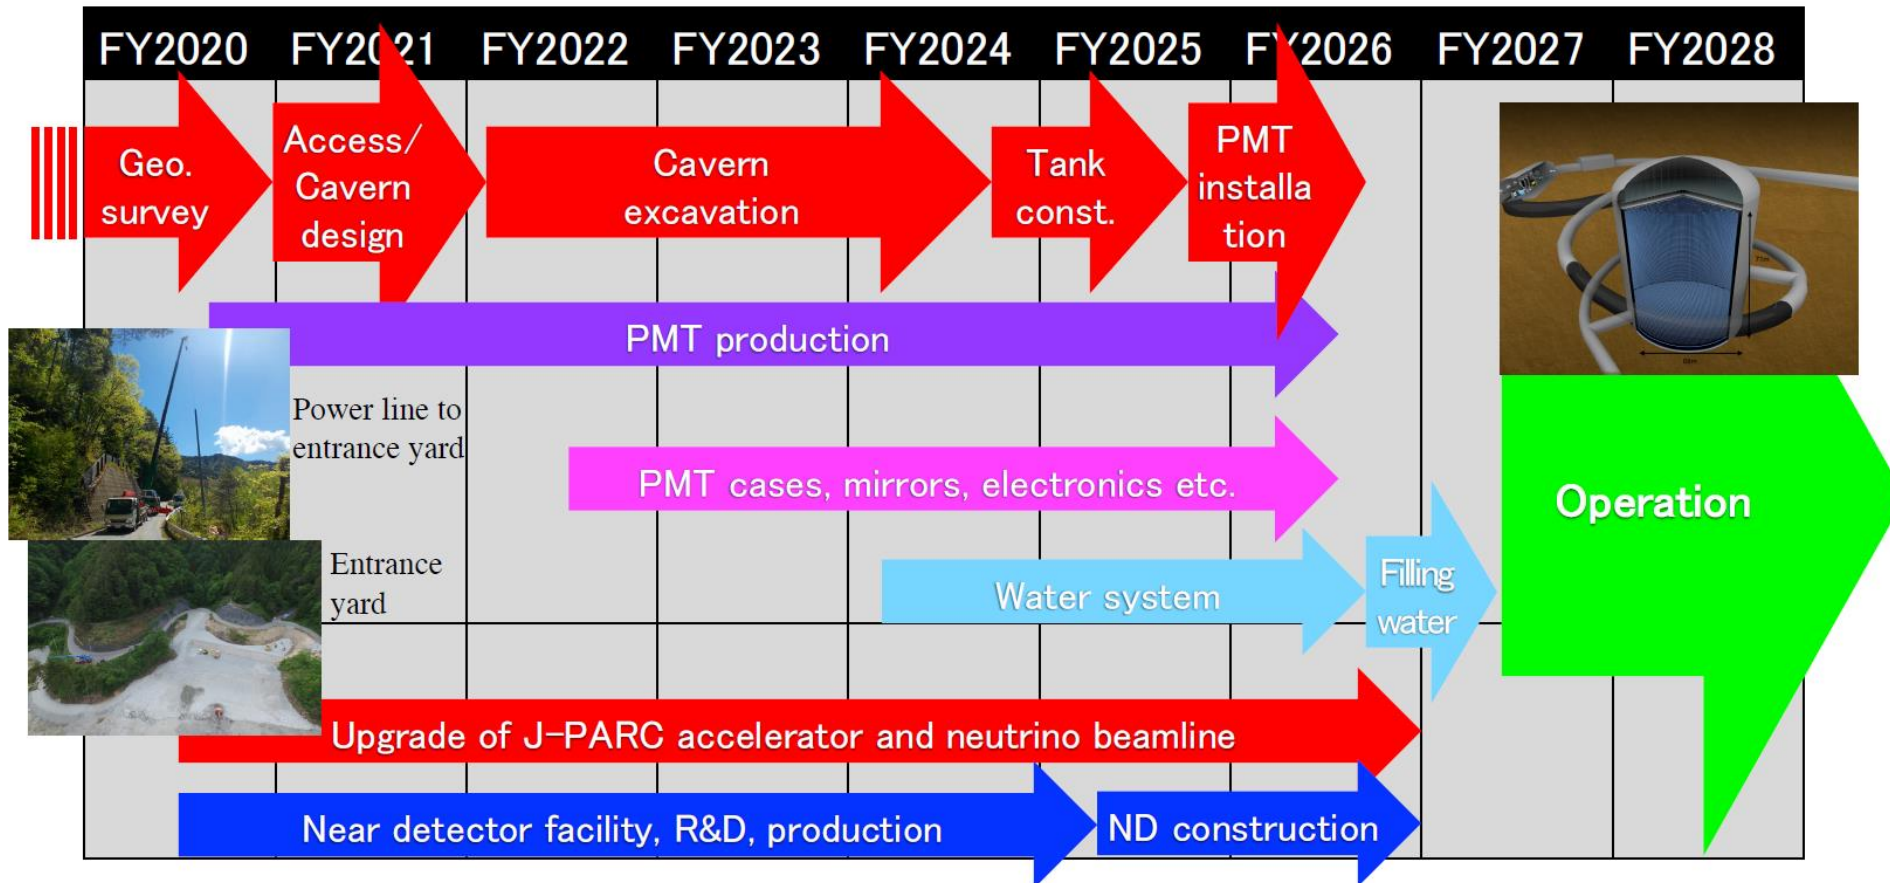 FY2020 FY2021 FY2022 FY2023 FY2024 FY2025 FY2026 FY2027 FY2028
Geo.
survey
Access/
Cavern
design
Cavern
excavation
Tank
const.
PMT
installa
tion
PMT production
Power line to
entrance yard
PMT cases, mirrors, electronics etc.
Operation
Entrance
yard
Water system
Filling
water
Upgrade of J-PARC accelerator and neutrino beamline
Near detector facility, R&D, production
ND construction